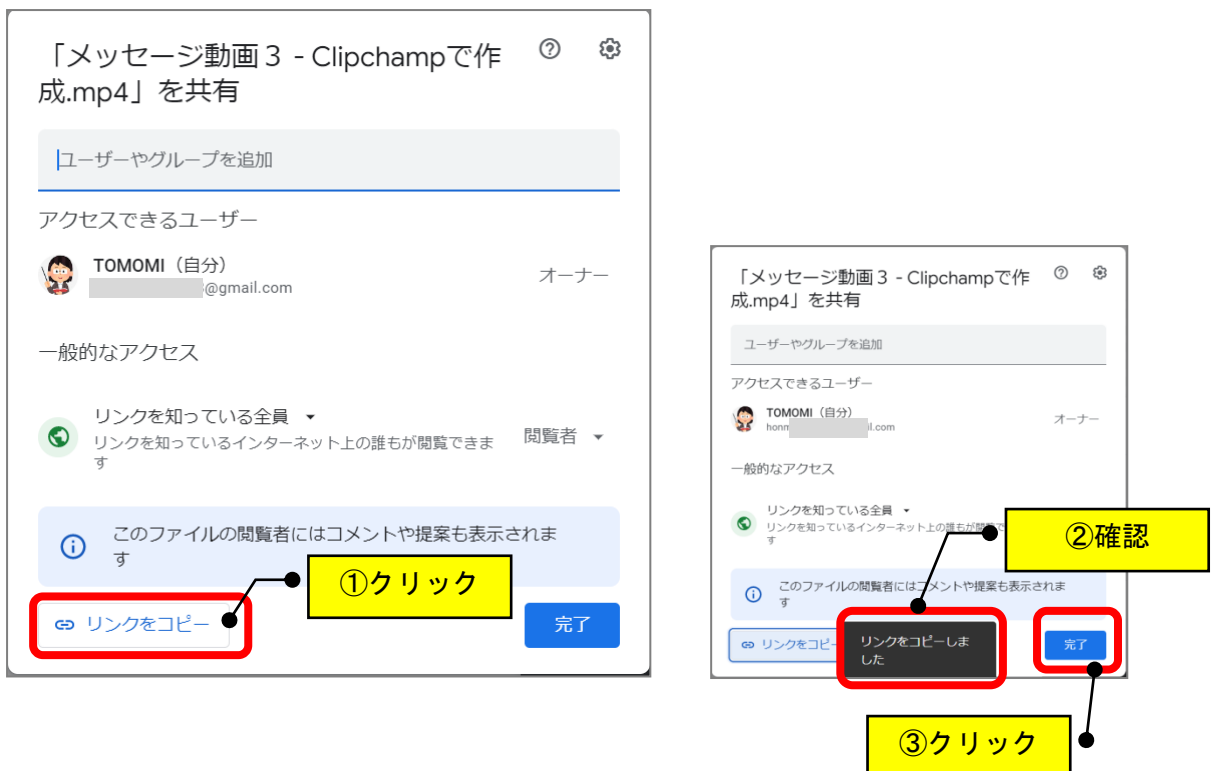 「メッセージ動画３ - Clipchampで作
成.mp4」を共有
ユーザーやグループを追加
アクセスできるユーザー
TOMOMI（自分）
@gmail.com
オーナー
一般的なアクセス
リンクを知っている全員
リンクを知っているインターネット上の誰もが閲覧できま
す
閲覧者
このファイルの閲覧者にはコメントや提案も表示されま
す
①クリック
リンクをコピー
完了
「メッセージ動画３ - Clipchampで作
成.mp4」を共有
ユーザーやグループを追加
アクセスできるユーザー
TOMOMI（自分）
il.com
オーナー
一般的なアクセス
リンクを知っている全員
リンクを知っているインターネット上の誰もが閲覧で
す
②確認
このファイルの閲覧者にはコメントや提案も表示されま
す
リンクをコピー
リンクをコピーしま
した
完了
③クリック